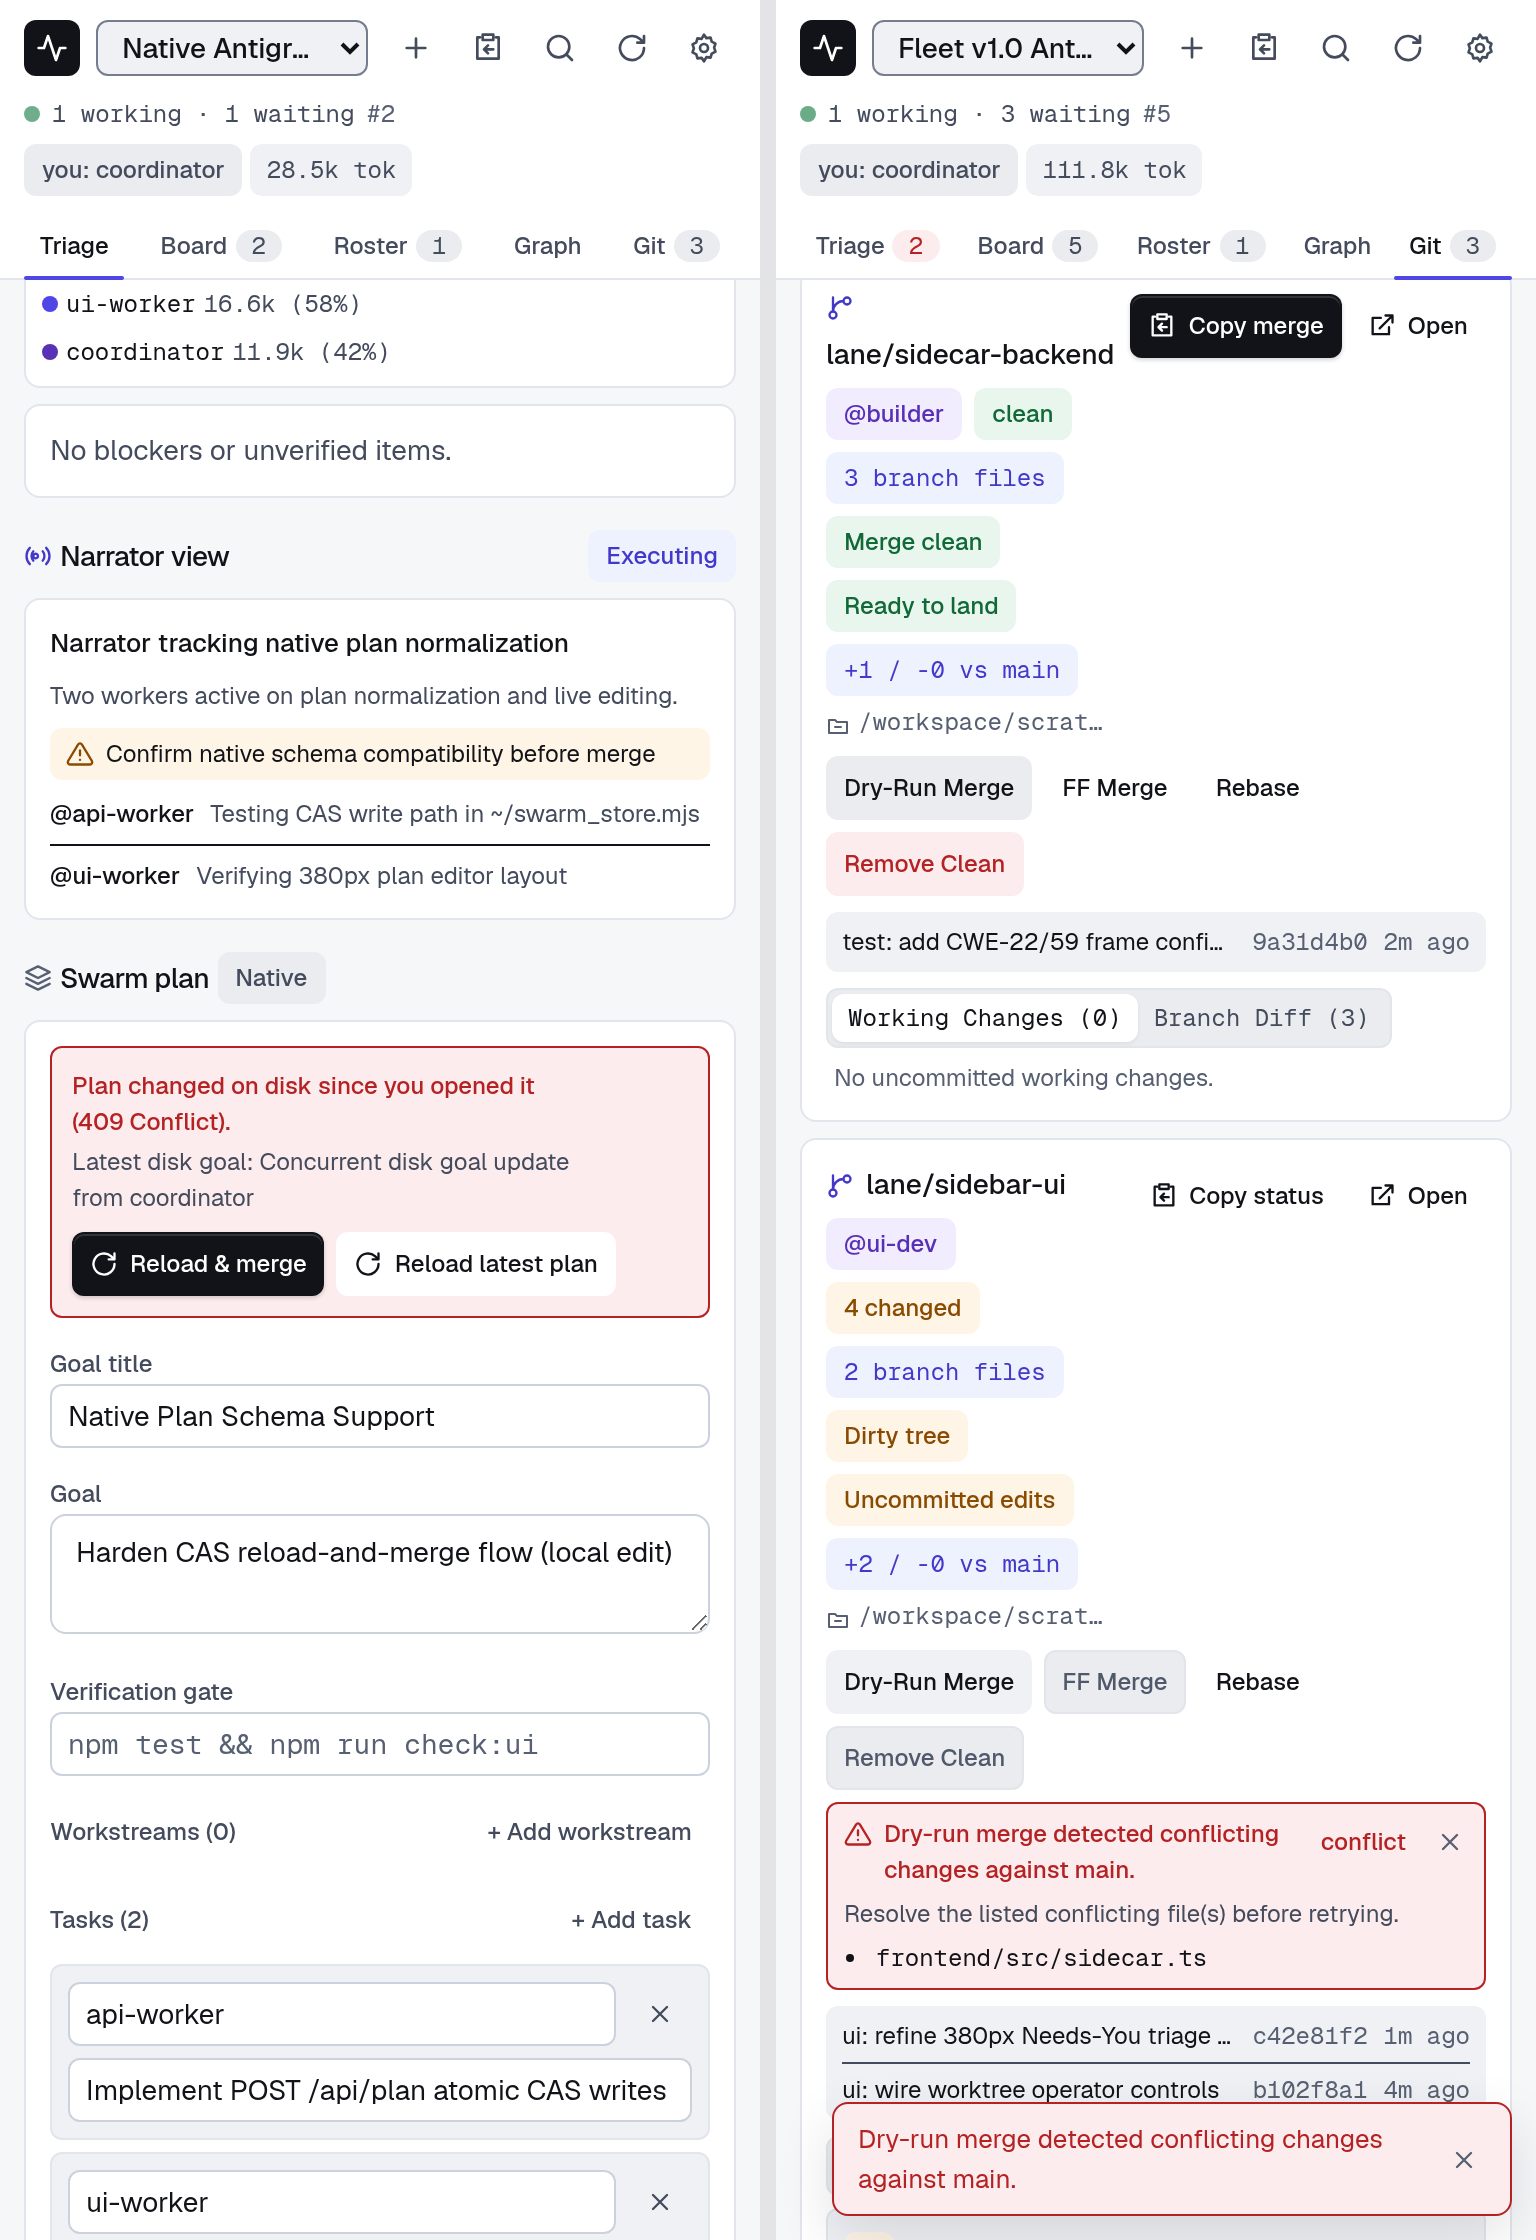 Native Antigr...
1 working · 1 waiting #2
you: coordinator
28.5k tok
Triage
Board 2
Roster 1
Graph
Git 3
ui-worker 16.6k (58%)
coordinator 11.9k (42%)
No blockers or unverified items.
Narrator view
Executing
Narrator tracking native plan normalization
Two workers active on plan normalization and live editing.
Confirm native schema compatibility before merge
@api-worker Testing CAS write path in ~/swarm_store.mjs
@ui-worker Verifying 380px plan editor layout
Swarm plan
Native
Plan changed on disk since you opened it
(409 Conflict).
Latest disk goal: Concurrent disk goal update
from coordinator
Reload & merge
Reload latest plan
Goal title
Native Plan Schema Support
Goal
Harden CAS reload-and-merge flow (local edit)
Verification gate
npm test && npm run check:ui
Workstreams (0)
+ Add workstream
Tasks (2)
+ Add task
api-worker
Implement POST /api/plan atomic CAS writes
ui-worker
Fleet v1.0 Ant...
1 working · 3 waiting #5
you: coordinator
111.8k tok
Triage 2
Board 5
Roster 1
Graph
Git 3
lane/sidecar-backend
Copy merge
Open
@builder
clean
3 branch files
Merge clean
Ready to land
+1 / -0 vs main
/workspace/scrat…
Dry-Run Merge
FF Merge
Rebase
Remove Clean
test: add CWE-22/59 frame confi... 9a31d4b0 2m ago
Working Changes (0)
Branch Diff (3)
No uncommitted working changes.
lane/sidebar-ui
Copy status
Open
@ui-dev
4 changed
2 branch files
Dirty tree
Uncommitted edits
+2 / -0 vs main
/workspace/scrat…
Dry-Run Merge
FF Merge
Rebase
Remove Clean
Dry-run merge detected conflicting
changes against main.
conflict
Resolve the listed conflicting file(s) before retrying.
• frontend/src/sidecar.ts
ui: refine 380px Needs-You triage ... c42e81f2 1m ago
ui: wire worktree operator controls b102f8a1 4m ago
Dry-run merge detected conflicting changes
against main.